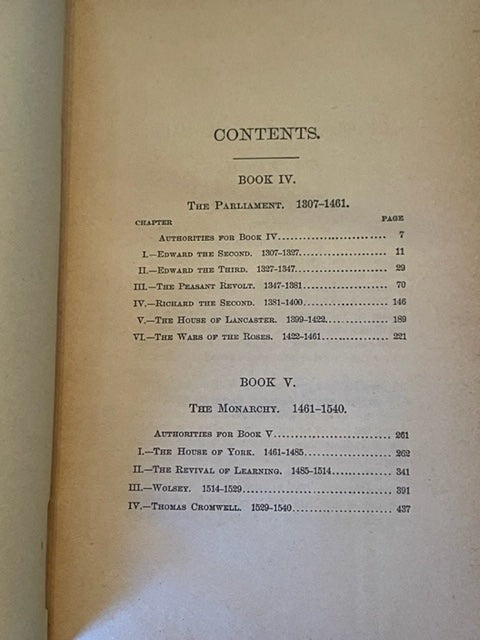 CONTENTS.
BOOK IV.
THE PARLIAMENT. 1307–1461.
CHAPTER PAGE
AUTHORITIES FOR BOOK IV........................... 7
I.—EDWARD THE SECOND. 1307–1327..................... 11
II.—EDWARD THE THIRD. 1327–1347...................... 29
III.—THE PEASANT REVOLT. 1347–1381.................... 70
IV.—RICHARD THE SECOND. 1381–1400.................... 146
V.—THE HOUSE OF LANCASTER. 1399–1422............... 189
VI.—THE WARS OF THE ROSES. 1422–1461................ 221
BOOK V.
THE MONARCHY. 1461–1540.
AUTHORITIES FOR BOOK V............................ 261
I.—THE HOUSE OF YORK. 1461–1485.................... 262
II.—THE REVIVAL OF LEARNING. 1485–1514.............. 341
III.—WOLSEY. 1514–1529.................................. 391
IV.—THOMAS CROMWELL. 1529–1540....................... 437